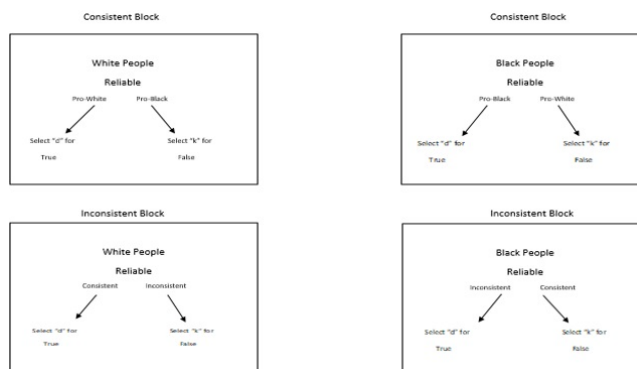 Consistent Block
White People
Reliable
Pro-White Pro-Black
Select "d" for Select "k" for
True False
Consistent Block
Black People
Reliable
Pro-Black Pro-White
Select "d" for Select "k" for
True False
Inconsistent Block
White People
Reliable
Consistent Inconsistent
Select "d" for Select "k" for
True False
Inconsistent Block
Black People
Reliable
Inconsistent Consistent
Select "d" for Select "k" for
True False